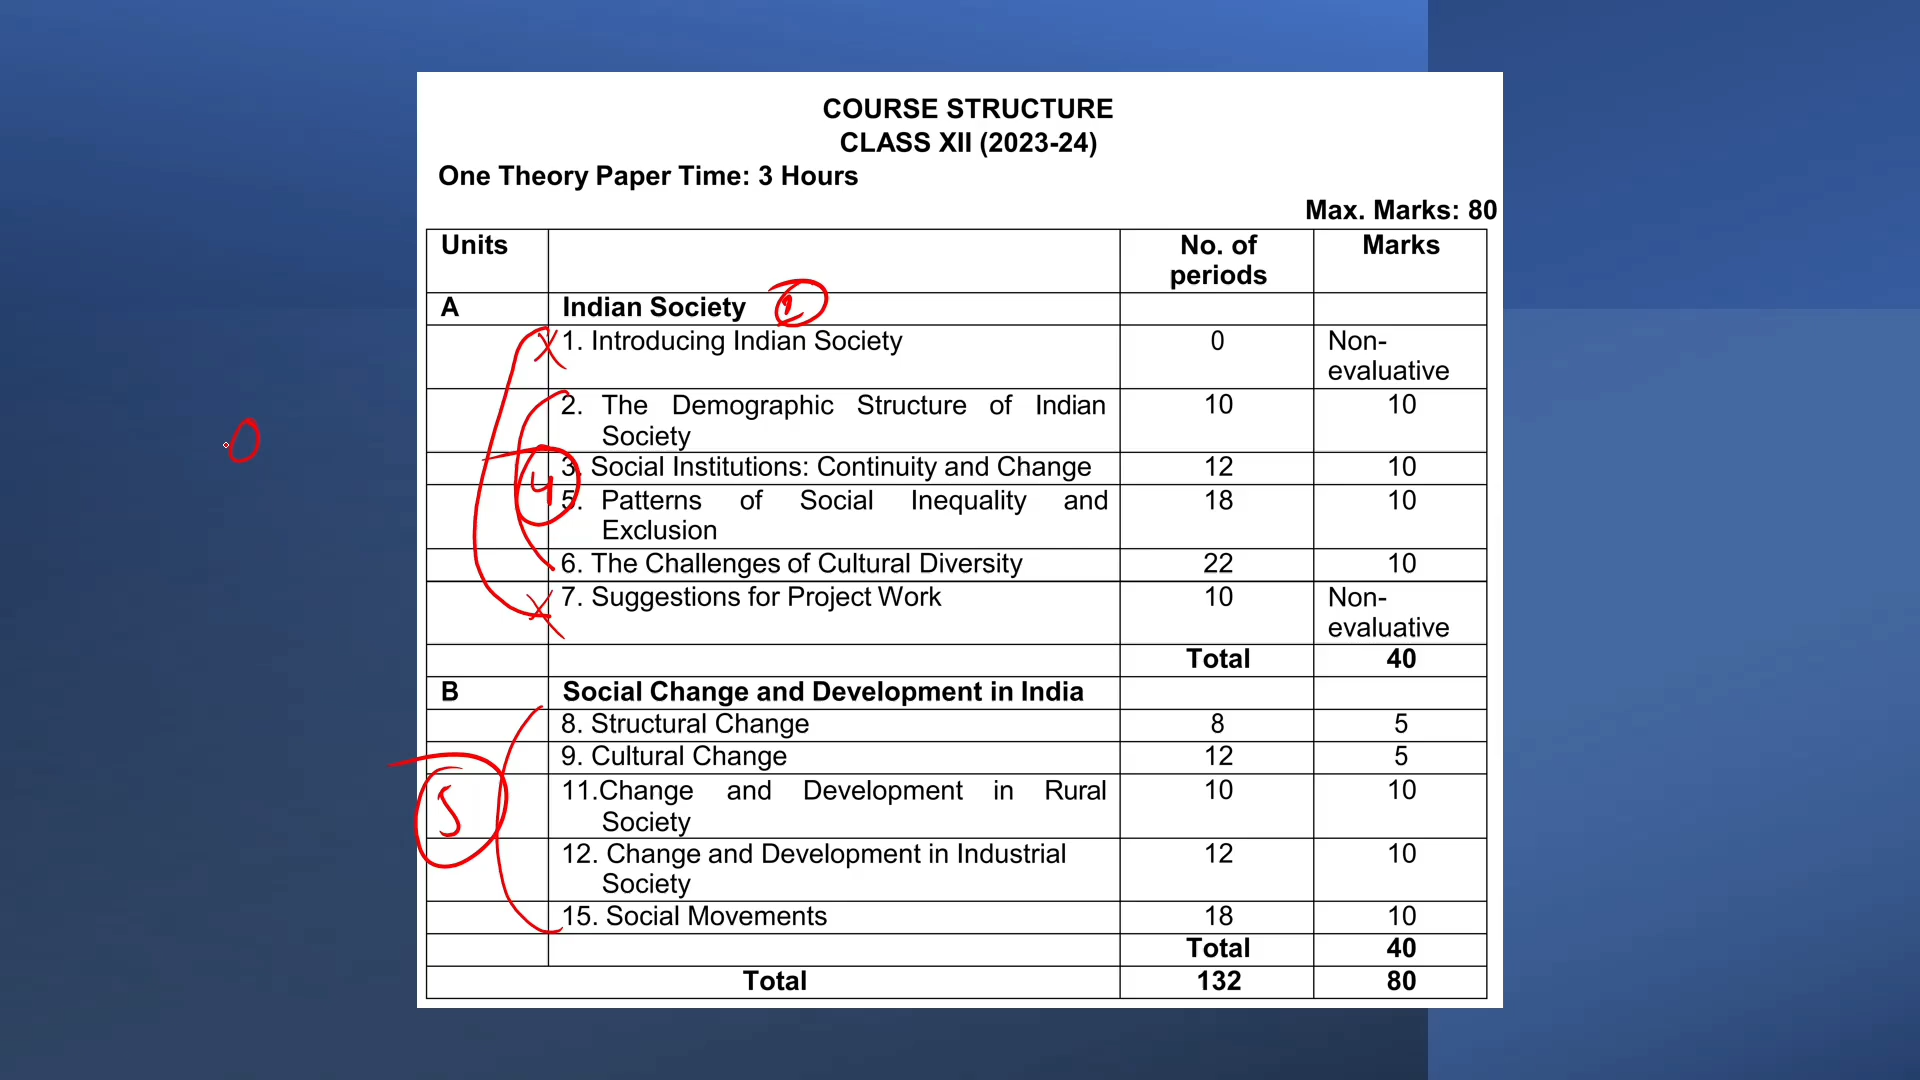 COURSE STRUCTURE
CLASS XII (2023-24)
One Theory Paper Time: 3 Hours
Max. Marks: 80
Units No. of periods Marks
A Indian Society
1. Introducing Indian Society 0 Non-evaluative
2. The Demographic Structure of Indian Society 10 10
3. Social Institutions: Continuity and Change 12 10
4
5. Patterns of Social Inequality and Exclusion 18 10
6. The Challenges of Cultural Diversity 22 10
7. Suggestions for Project Work 10 Non-evaluative
Total 40
B Social Change and Development in India
8. Structural Change 8 5
9. Cultural Change 12 5
5
11.Change and Development in Rural Society 10 10
12. Change and Development in Industrial Society 12 10
15. Social Movements 18 10
Total 40
Total 132 80
0